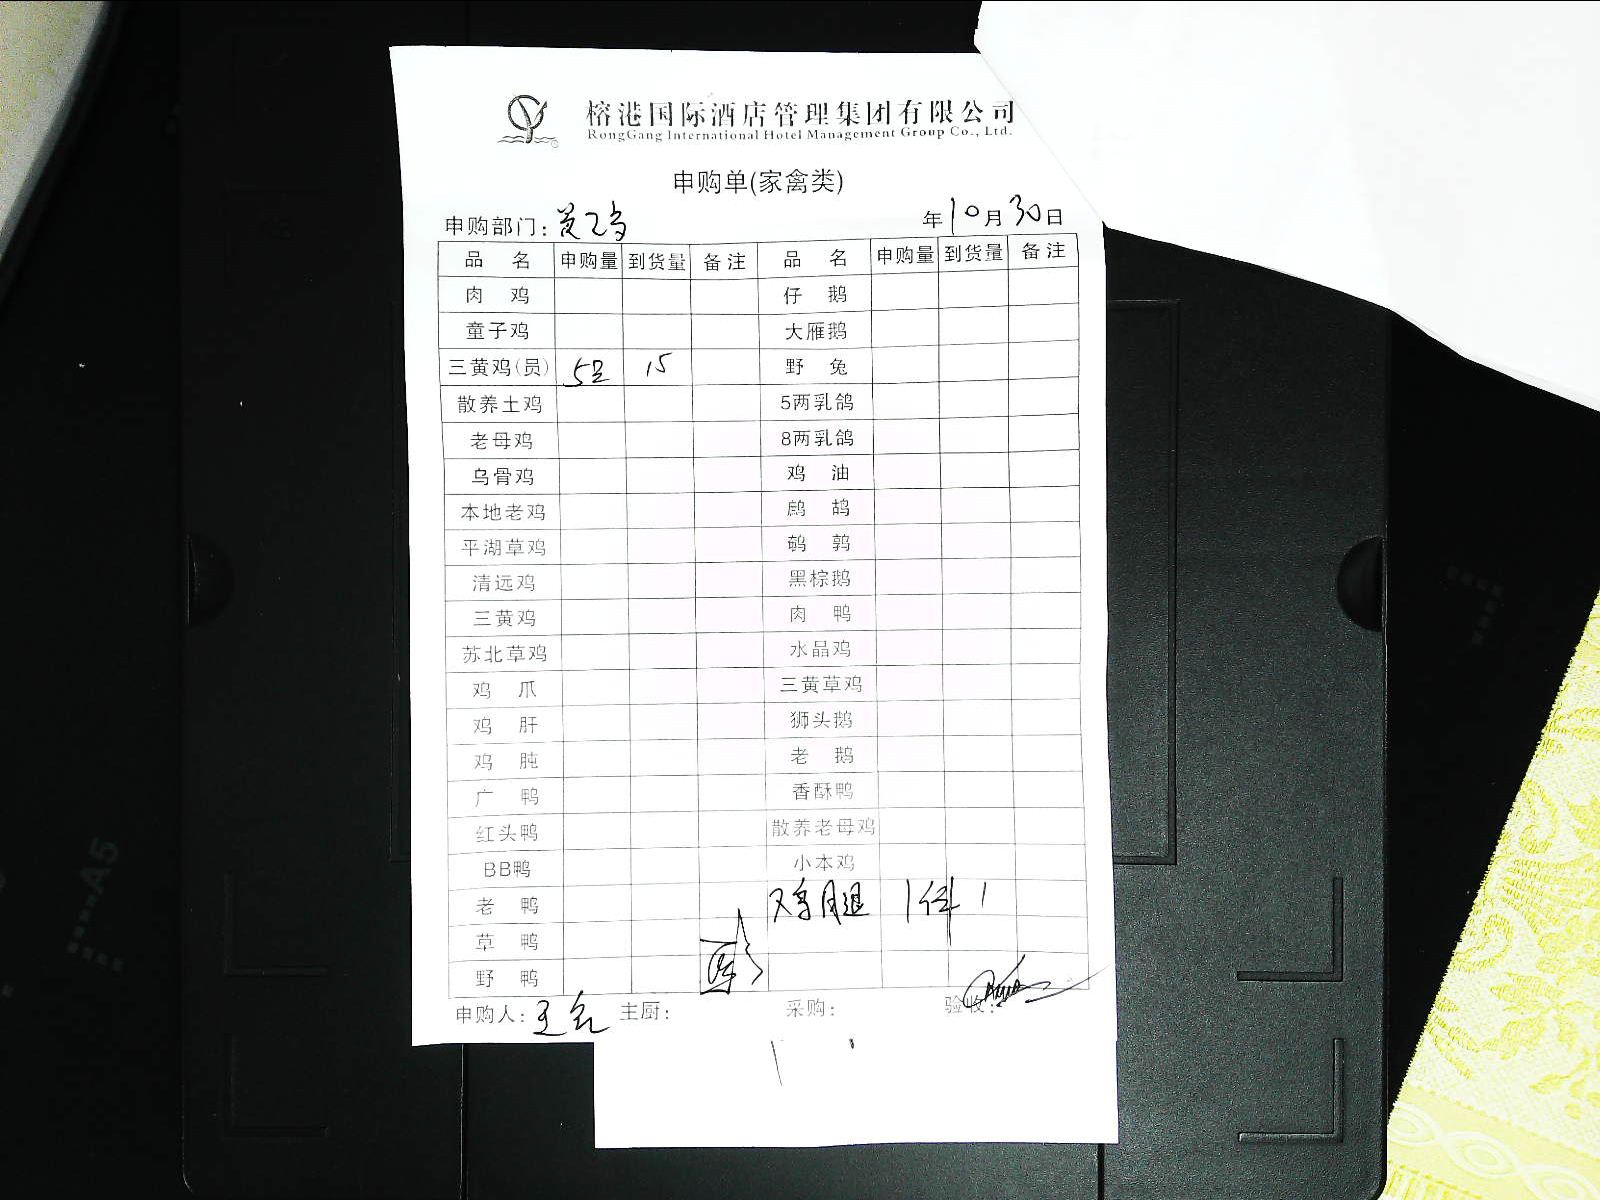 榕港国际酒店管理集团有限公司
RongGang International Hotel Management Group Co., Ltd.
申购单(家禽类)
申购部门: 年10月30日
品 名 申购量 到货量 备注 品 名 申购量 到货量 备注
肉 鸡 仔 鹅
童子鸡 大雁鹅
三黄鸡(员) 15 野 兔
散养土鸡 5两乳鸽
老母鸡 8两乳鸽
乌骨鸡 鸡 油
本地老鸡 鹧 鸪
平湖草鸡 鹌 鹑
清远鸡 黑棕鹅
三黄鸡 肉 鸭
苏北草鸡 水晶鸡
鸡 爪 三黄草鸡
鸡 肝 狮头鹅
鸡 肫 老 鹅
广 鸭 香酥鸭
红头鸭 散养老母鸡
BB鸭 小本鸡
老 鸭 鸡腿 1件 1
草 鸭
野 鸭
申购人: 主厨: 采购: 验收:
A5